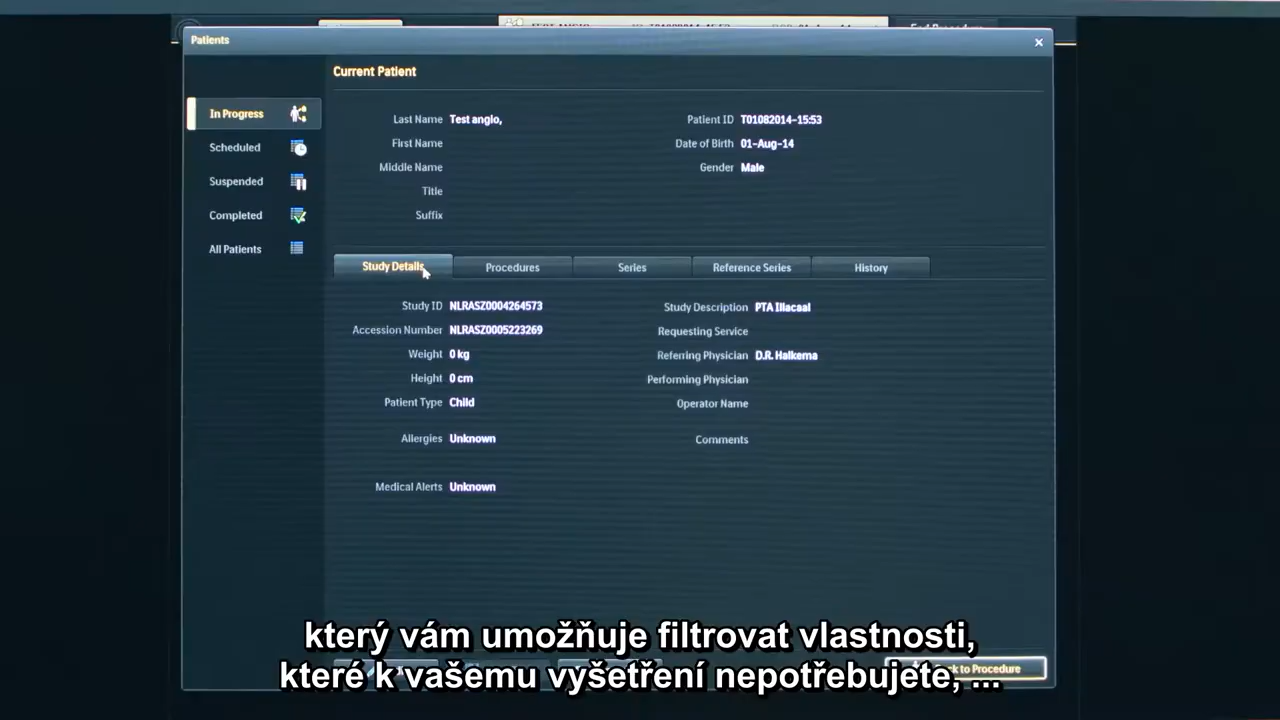 Patients
Current Patient
In Progress
Scheduled
Suspended
Completed
All Patients
Last Name Test angio,
First Name
Middle Name
Title
Suffix
Patient ID T01082014-15:53
Date of Birth 01-Aug-14
Gender Male
Study Details
Procedures
Series
Reference Series
History
Study ID NLRASZ0004264573
Accession Number NLRASZ0005223269
Weight 0 kg
Height 0 cm
Patient Type Child
Allergies Unknown
Medical Alerts Unknown
Study Description PTA Iliacaal
Requesting Service
Referring Physician D.R. Halkema
Performing Physician
Operator Name
Comments
to Procedure
který vám umožňuje filtrovat vlastnosti,
které k vašemu vyšetření nepotřebujete, ...